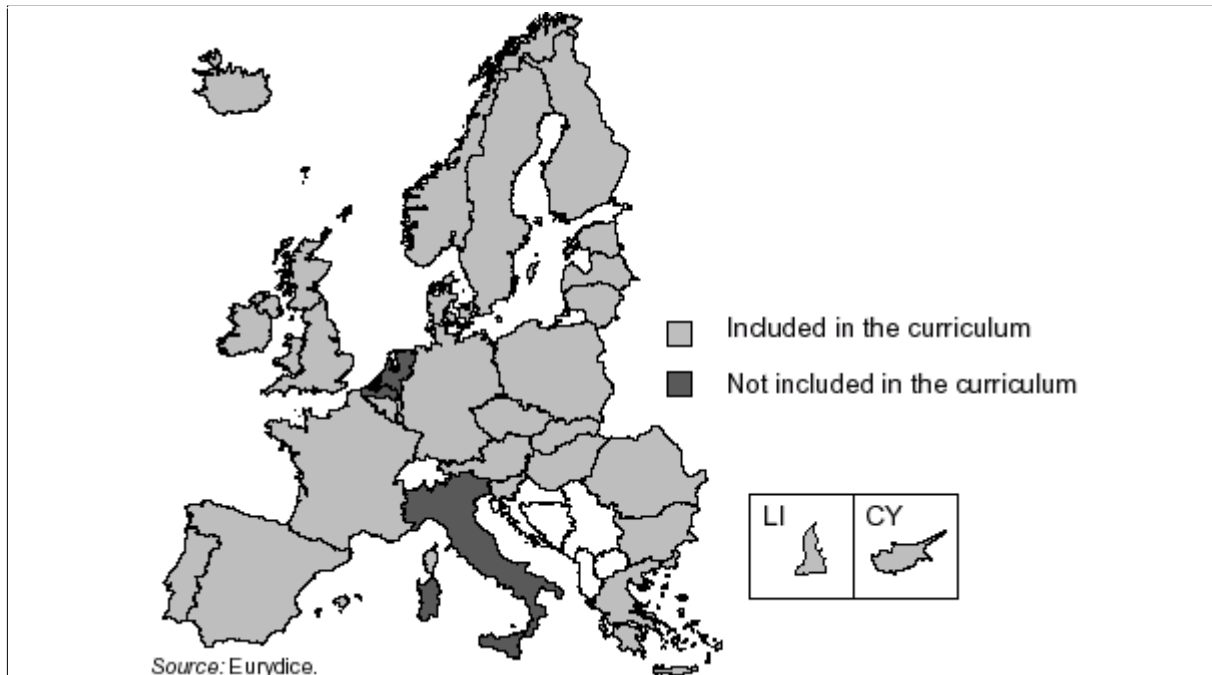 Included in the curriculum
Not included in the curriculum
LI
CY
Source: Eurydice.